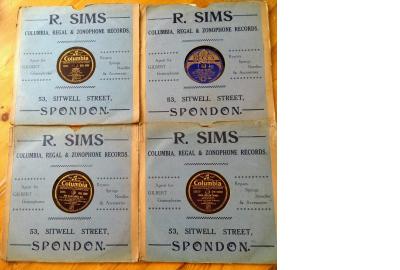 R. SIMS
COLUMBIA, REGAL & ZONOPHONE RECORDS.
Agent for
GILBERT
Gramophones
Columbia
Repairs
Springs
Needles
& Accessories
53, SITWELL STREET,
SPONDON.
R. SIMS
COLUMBIA, REGAL & ZONOPHONE RECORDS.
Agent for
GILBERT
Gramophones
DECCA
Repairs
Springs
Needles
& Accessories
53, SITWELL STREET,
SPONDON.
R. SIMS
COLUMBIA, REGAL & ZONOPHONE RECORDS.
Agent for
GILBERT
Gramophones
Columbia
Repairs
Springs
Needles
& Accessories
53, SITWELL STREET,
SPONDON.
R. SIMS
COLUMBIA, REGAL & ZONOPHONE RECORDS.
Agent for
GILBERT
Gramophones
Columbia
Repairs
Springs
Needles
& Accessories
53, SITWELL STREET,
SPONDON.